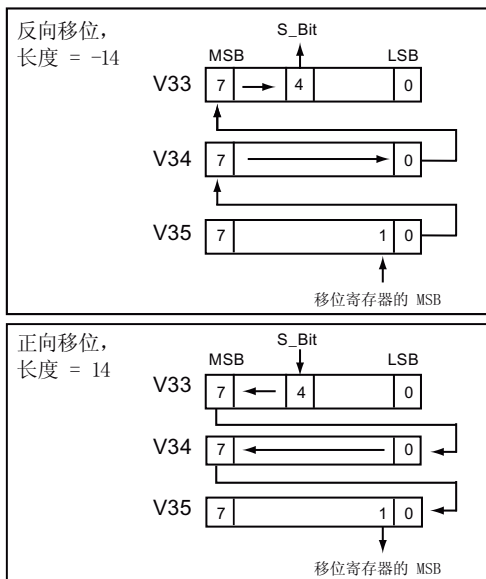 反向移位，
长度 = -14
S_Bit
MSB
LSB
V33 7 4 0
V34 7 0
V35 7 1 0
移位寄存器的 MSB
正向移位，
长度 = 14
S_Bit
MSB
LSB
V33 7 4 0
V34 7 0
V35 7 1 0
移位寄存器的 MSB